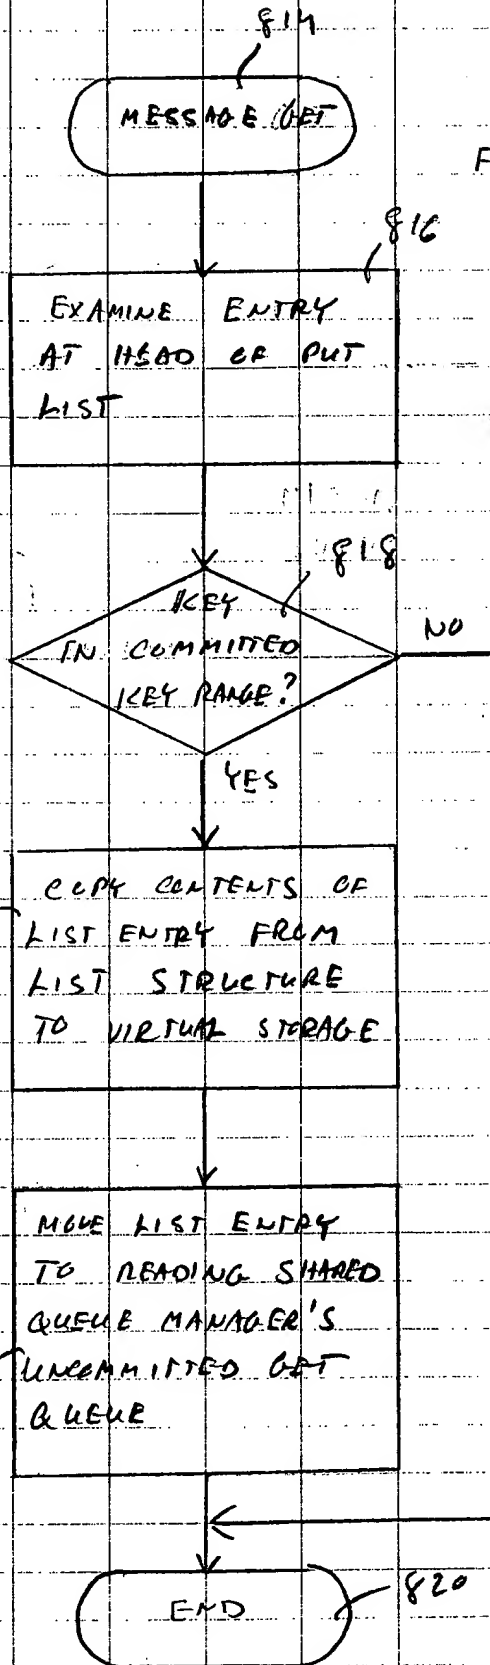 814
MESSAGE GET
F
816
EXAMINE ENTRY
AT HEAD OF PUT
LIST
818
KEY
IN COMMITTED
KEY RANGE?
NO
YES
COPY CONTENTS OF
LIST ENTRY FROM
LIST STRUCTURE
TO VIRTUAL STORAGE
MOVE LIST ENTRY
TO READING SHARED
QUEUE MANAGER'S
UNCOMMITTED GET
QUEUE
END
820